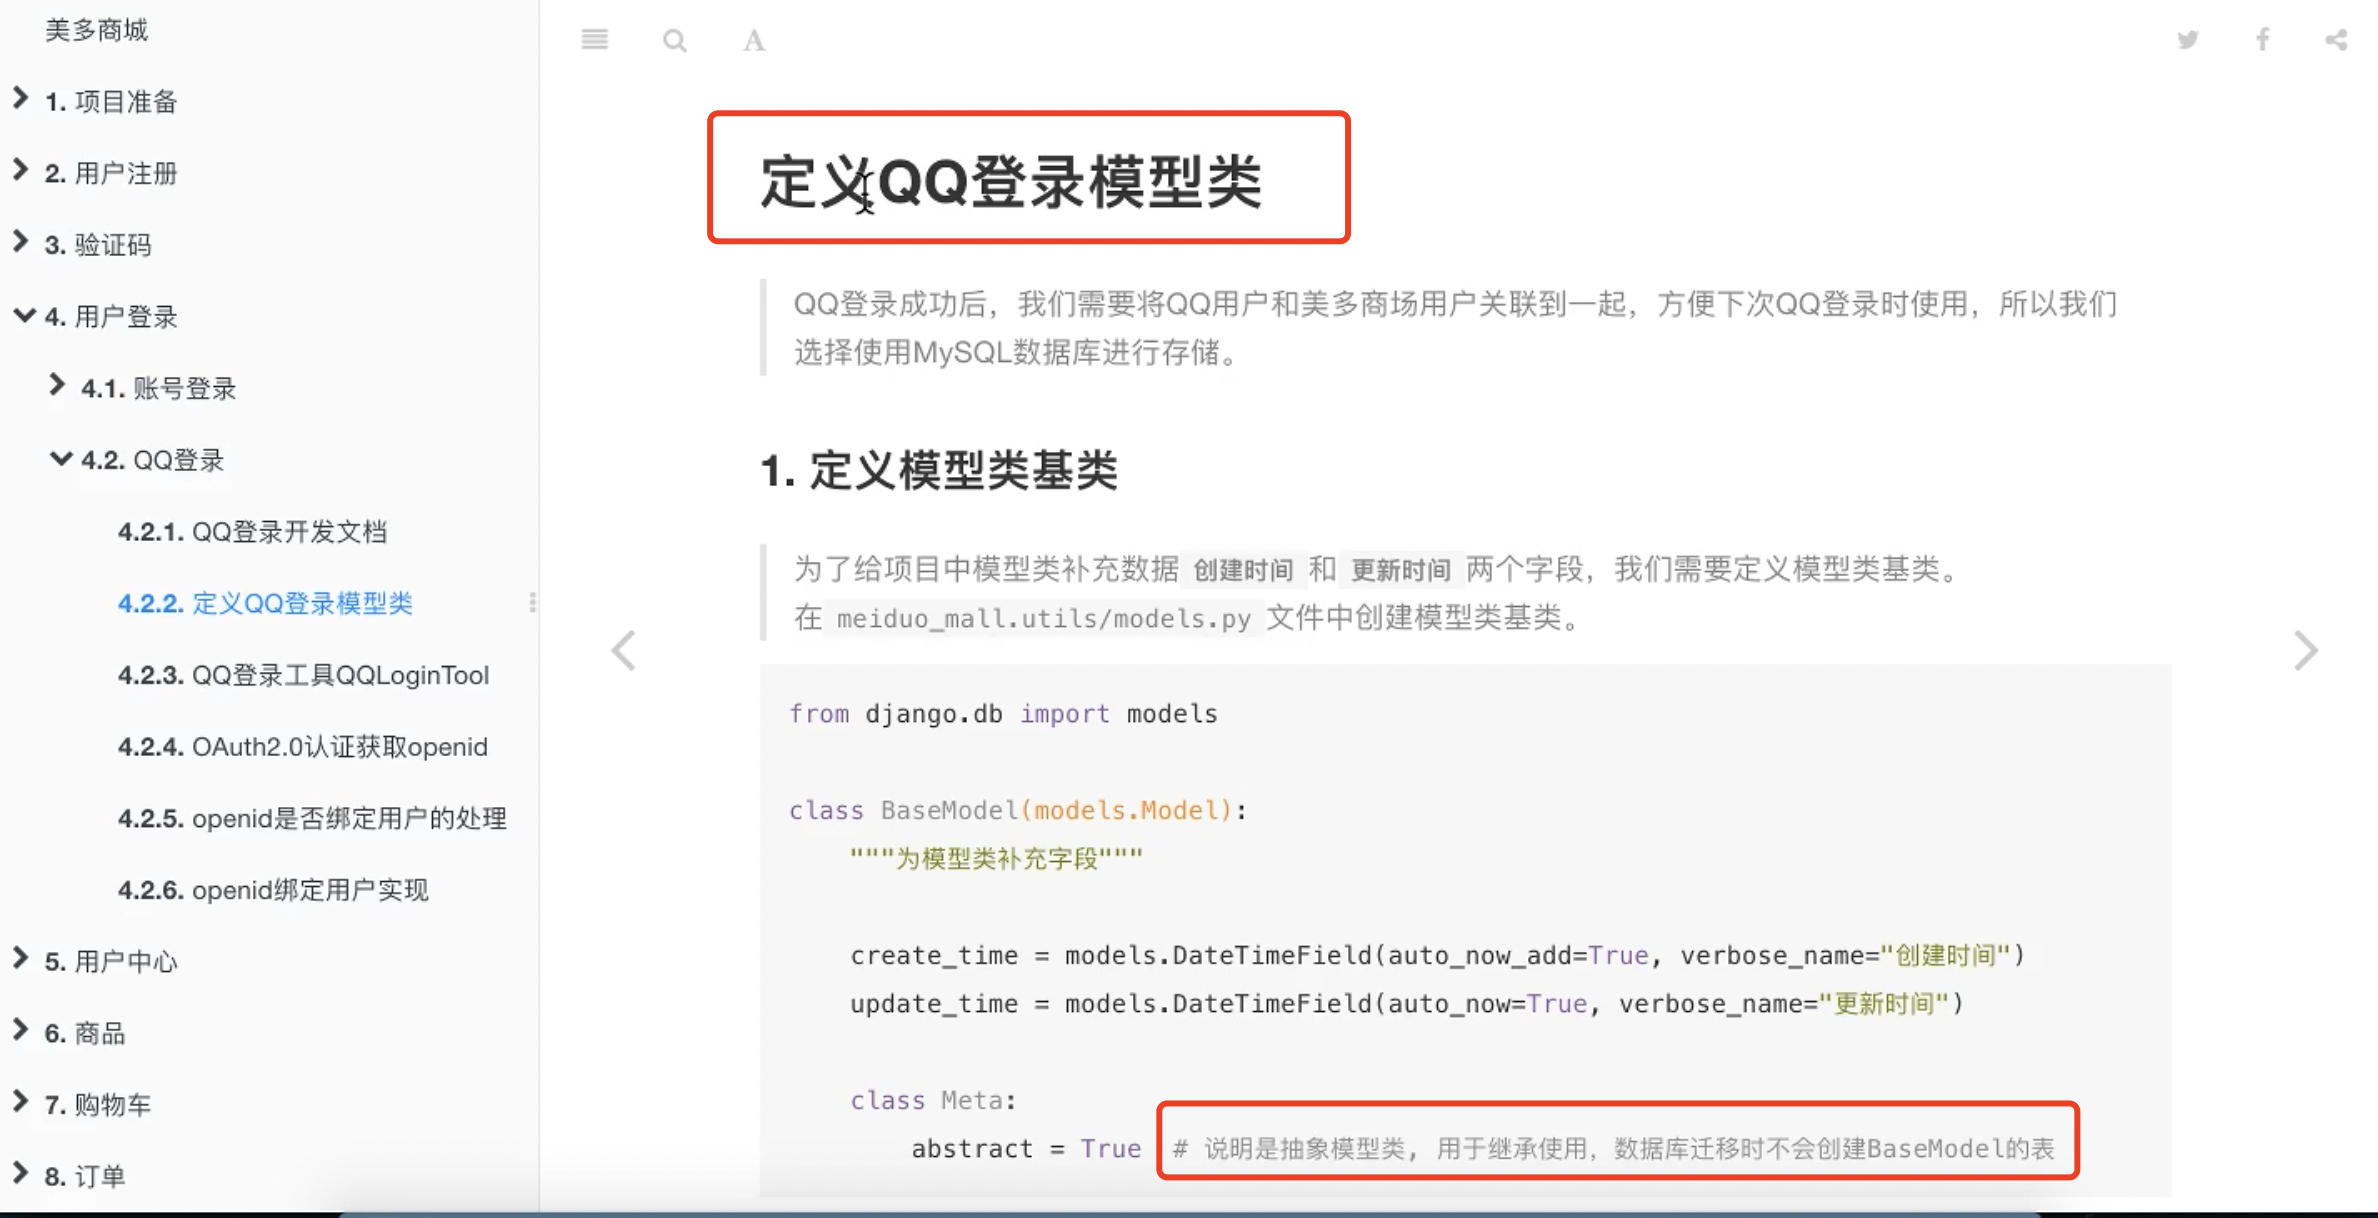 美多商城
1. 项目准备
2. 用户注册
3. 验证码
4. 用户登录
4.1. 账号登录
4.2. QQ登录
4.2.1. QQ登录开发文档
4.2.2. 定义QQ登录模型类
4.2.3. QQ登录工具QQLoginTool
4.2.4. OAuth2.0认证获取openid
4.2.5. openid是否绑定用户的处理
4.2.6. openid绑定用户实现
5. 用户中心
6. 商品
7. 购物车
8. 订单
定义QQ登录模型类
QQ登录成功后，我们需要将QQ用户和美多商场用户关联到一起，方便下次QQ登录时使用，所以我们
选择使用MySQL数据库进行存储。
1. 定义模型类基类
为了给项目中模型类补充数据 创建时间 和 更新时间 两个字段，我们需要定义模型类基类。
在 meiduo_mall.utils/models.py 文件中创建模型类基类。
from django.db import models
class BaseModel(models.Model):
"""为模型类补充字段"""
create_time = models.DateTimeField(auto_now_add=True, verbose_name="创建时间")
update_time = models.DateTimeField(auto_now=True, verbose_name="更新时间")
class Meta:
abstract = True # 说明是抽象模型类, 用于继承使用，数据库迁移时不会创建BaseModel的表